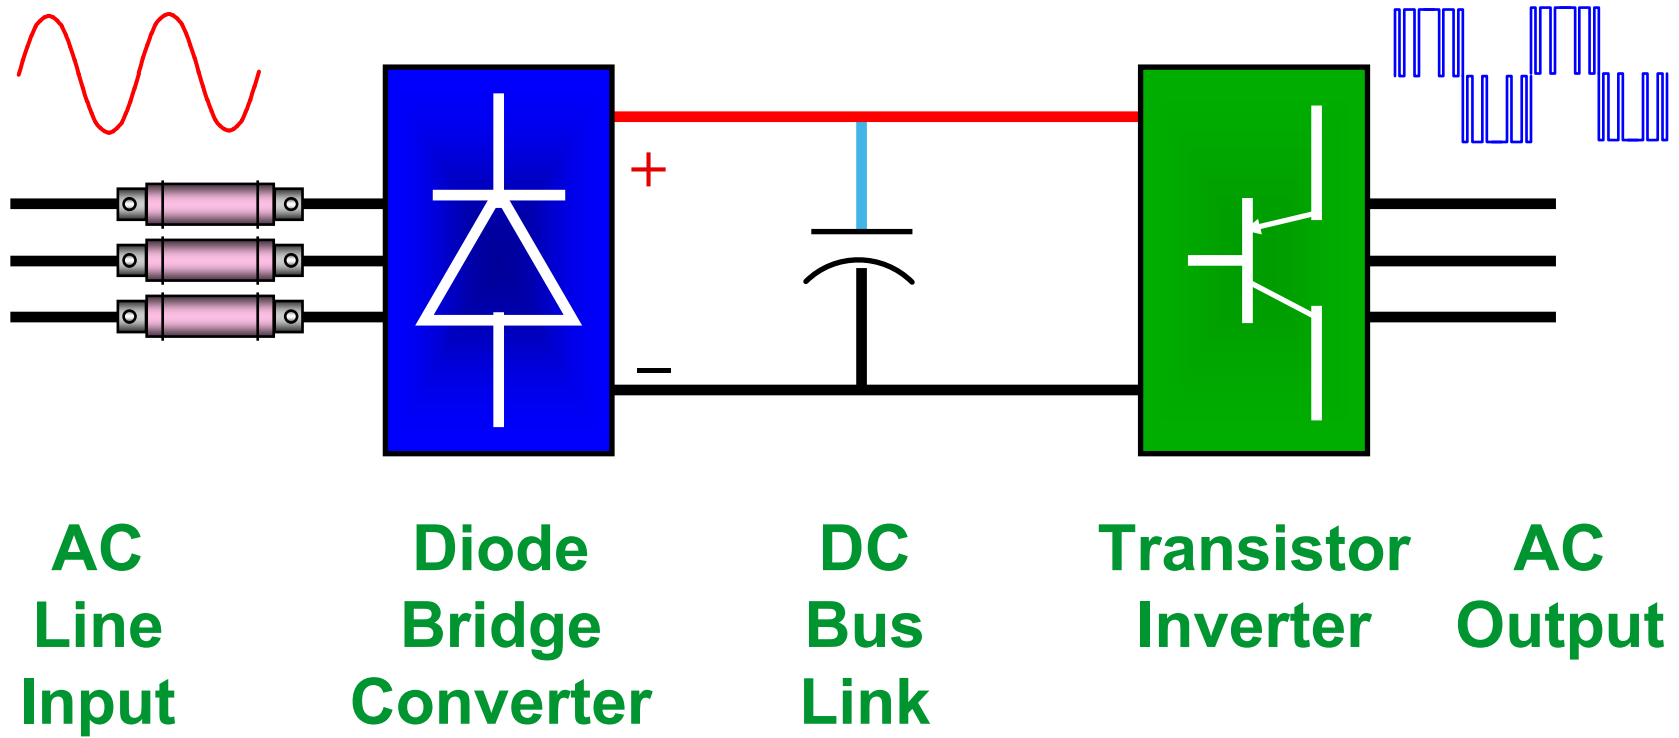 +
−
AC
Line
Input
Diode
Bridge
Converter
DC
Bus
Link
Transistor
Inverter
AC
Output